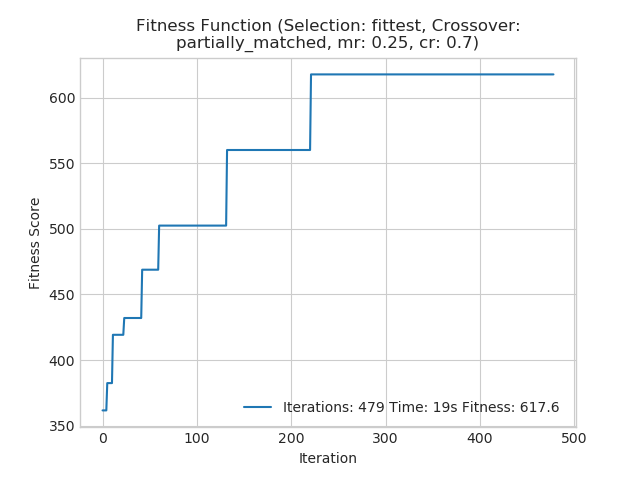 Fitness Function (Selection: fittest, Crossover:
partially_matched, mr: 0.25, cr: 0.7)
Fitness Score
600
550
500
450
400
350
Iterations: 479 Time: 19s Fitness: 617.6
0
100
200
300
400
500
Iteration